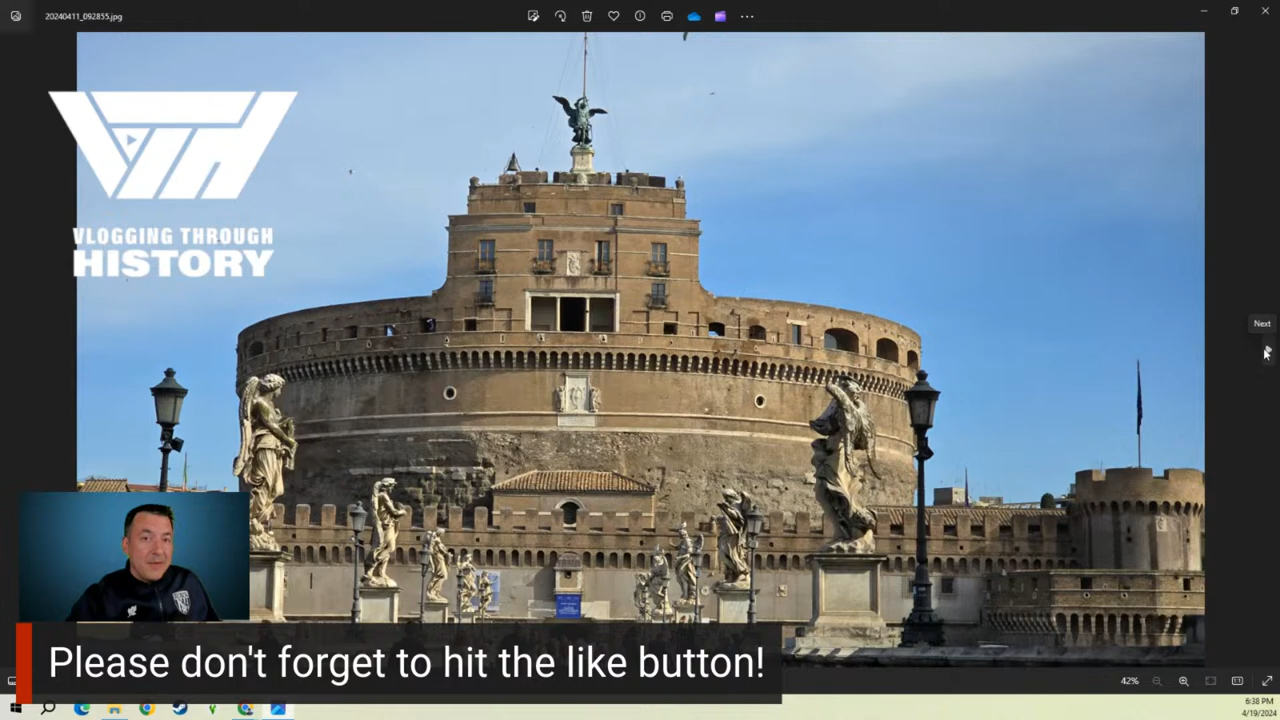 20240411_092855.jpg
VTH
VLOGGING THROUGH
HISTORY
Next
Please don't forget to hit the like button!
42%
6:38 PM
4/19/2024